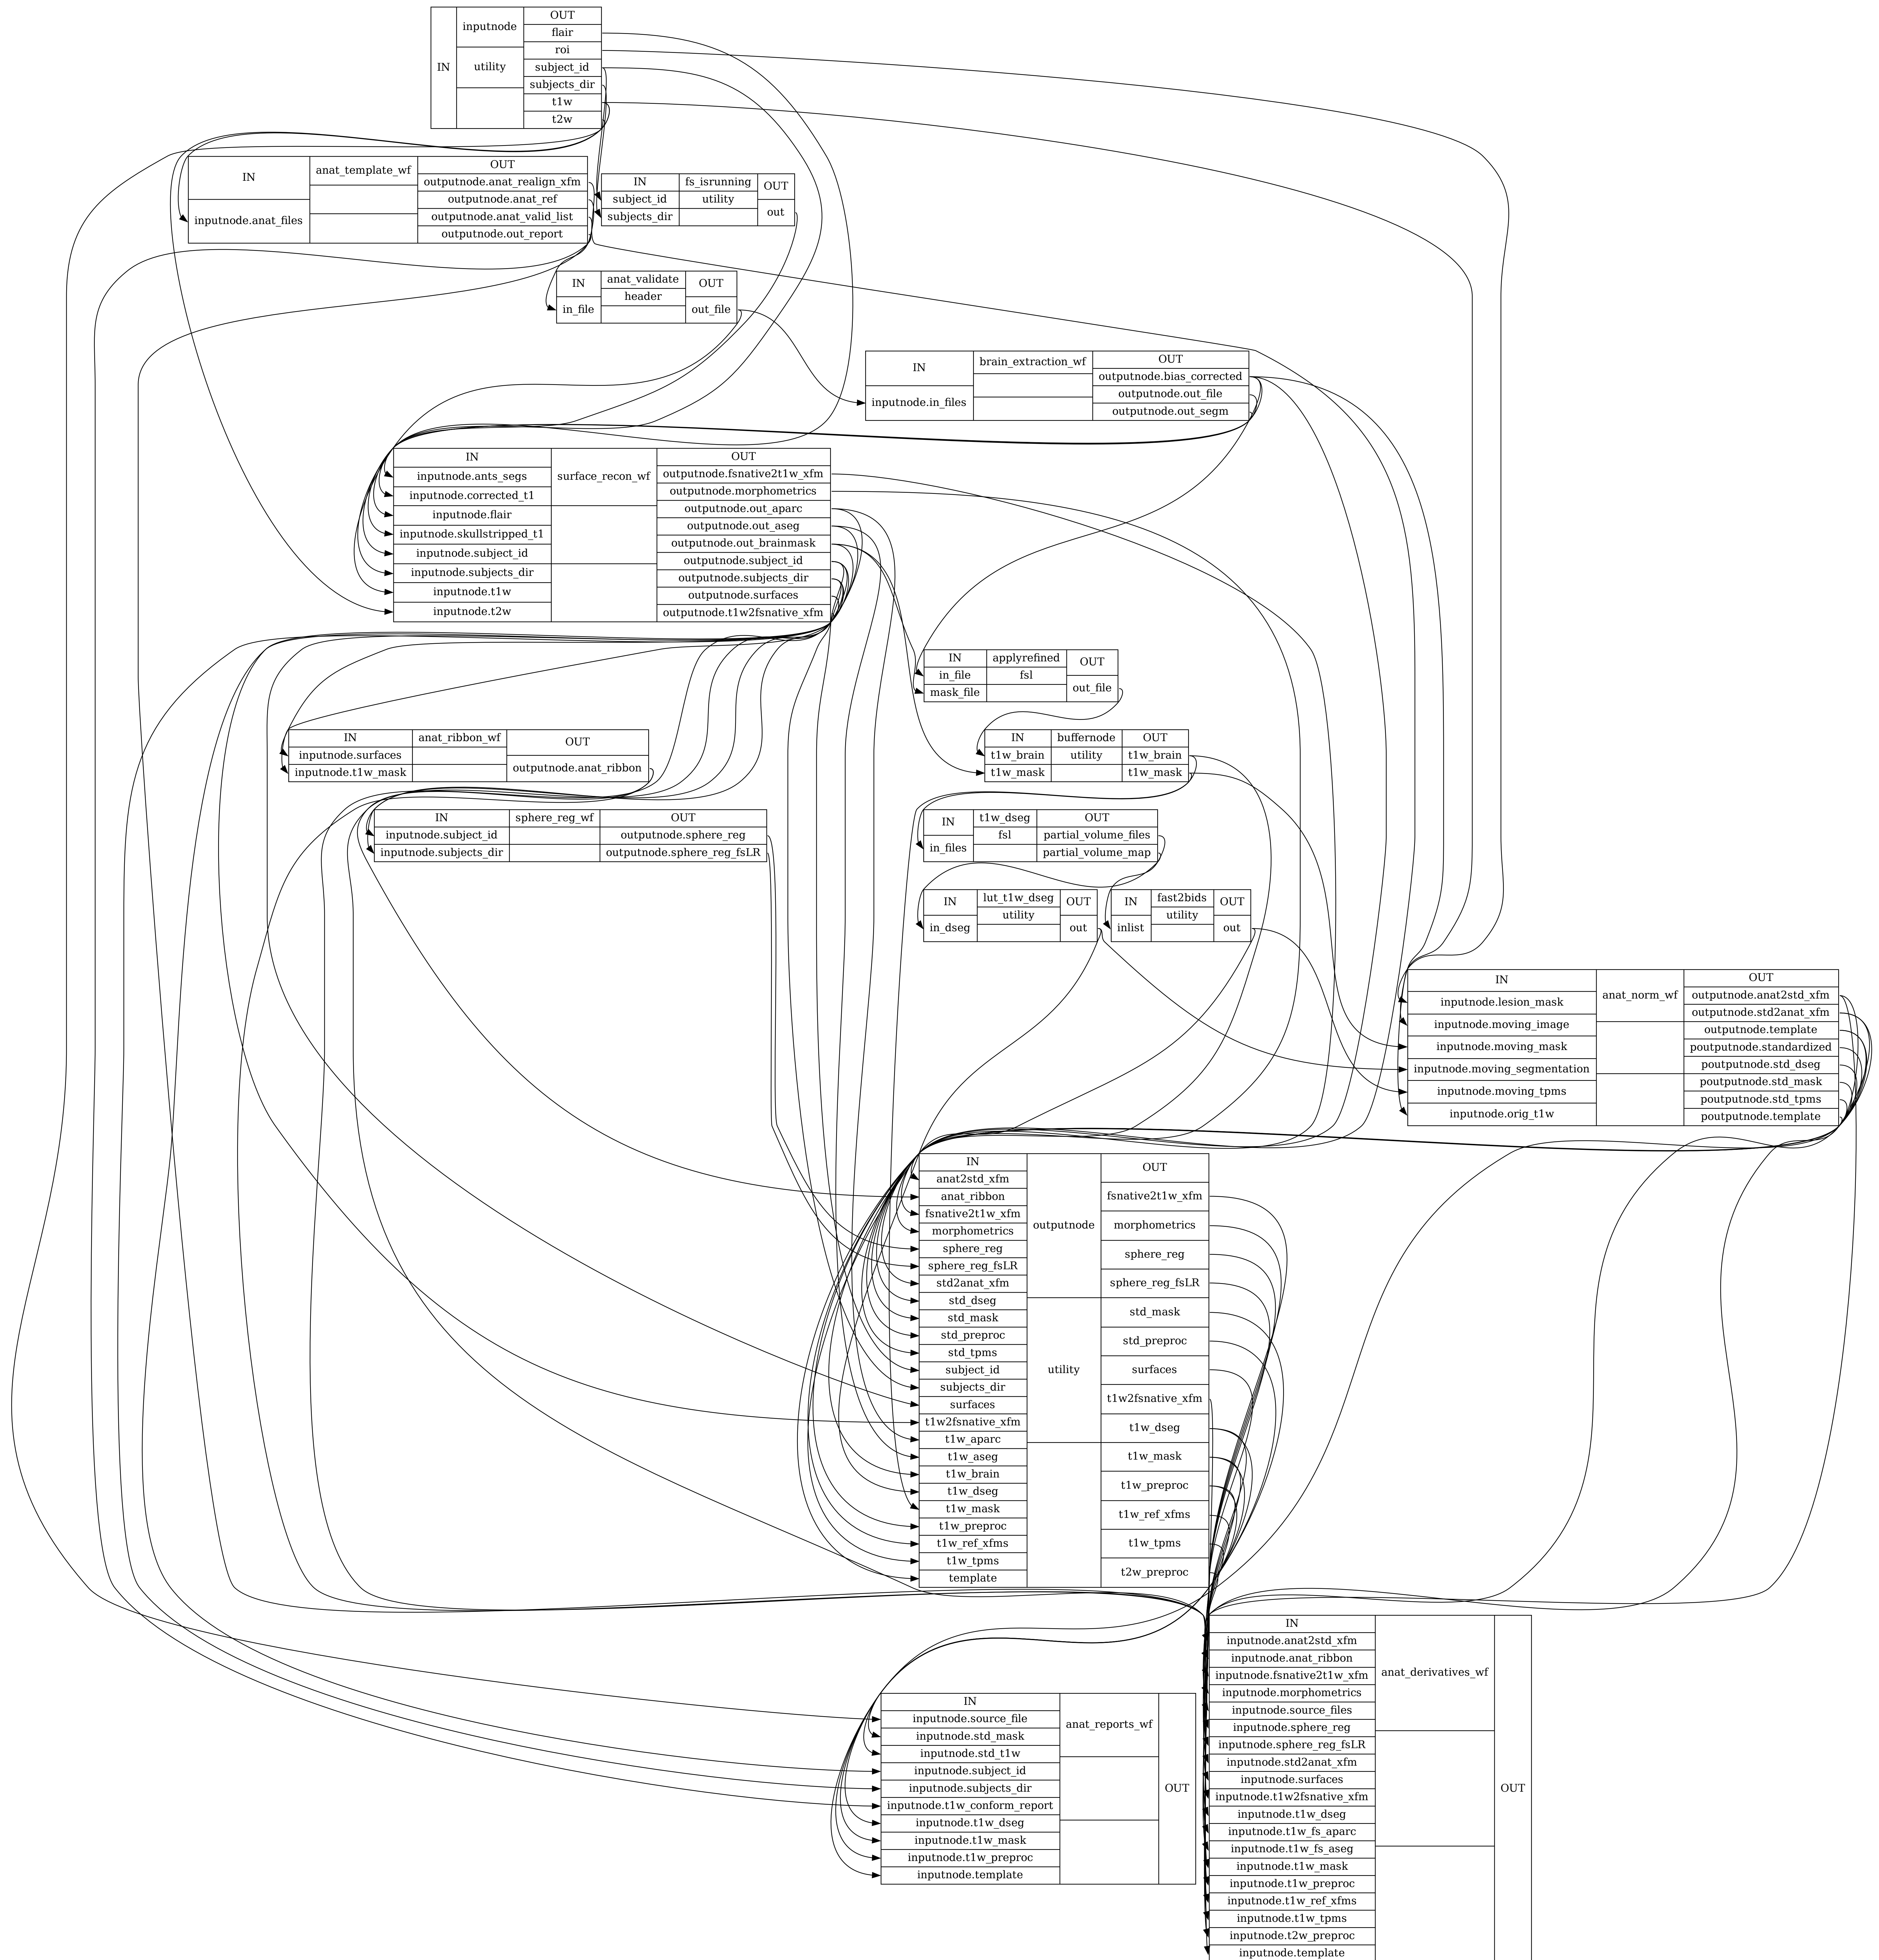 IN
inputnode
utility
OUT
flair
roi
subject_id
subjects_dir
t1w
t2w
IN
inputnode.anat_files
anat_template_wf
OUT
outputnode.anat_realign_xfm
outputnode.anat_ref
outputnode.anat_valid_list
outputnode.out_report
IN
subject_id
subjects_dir
fs_isrunning
utility
OUT
out
IN
in_file
anat_validate
header
OUT
out_file
IN
inputnode.in_files
brain_extraction_wf
OUT
outputnode.bias_corrected
outputnode.out_file
outputnode.out_segm
IN
inputnode.ants_segs
inputnode.corrected_t1
inputnode.flair
inputnode.skullstripped_t1
inputnode.subject_id
inputnode.subjects_dir
inputnode.t1w
inputnode.t2w
surface_recon_wf
OUT
outputnode.fsnative2t1w_xfm
outputnode.morphometrics
outputnode.out_aparc
outputnode.out_aseg
outputnode.out_brainmask
outputnode.subject_id
outputnode.subjects_dir
outputnode.surfaces
outputnode.t1w2fsnative_xfm
IN
in_file
mask_file
applyrefined
fsl
OUT
out_file
IN
inputnode.surfaces
inputnode.t1w_mask
anat_ribbon_wf
OUT
outputnode.anat_ribbon
IN
t1w_brain
t1w_mask
buffernode
utility
OUT
t1w_brain
t1w_mask
IN
inputnode.subject_id
inputnode.subjects_dir
sphere_reg_wf
OUT
outputnode.sphere_reg
outputnode.sphere_reg_fsLR
IN
in_files
t1w_dseg
fsl
OUT
partial_volume_files
partial_volume_map
IN
in_dseg
lut_t1w_dseg
utility
OUT
out
IN
inlist
fast2bids
utility
OUT
out
IN
inputnode.lesion_mask
inputnode.moving_image
inputnode.moving_mask
inputnode.moving_segmentation
inputnode.moving_tpms
inputnode.orig_t1w
anat_norm_wf
OUT
outputnode.anat2std_xfm
outputnode.std2anat_xfm
outputnode.template
poutputnode.standardized
poutputnode.std_dseg
poutputnode.std_mask
poutputnode.std_tpms
poutputnode.template
IN
anat2std_xfm
anat_ribbon
fsnative2t1w_xfm
morphometrics
sphere_reg
sphere_reg_fsLR
std2anat_xfm
std_dseg
std_mask
std_preproc
std_tpms
subject_id
subjects_dir
surfaces
t1w2fsnative_xfm
t1w_aparc
t1w_aseg
t1w_brain
t1w_dseg
t1w_mask
t1w_preproc
t1w_ref_xfms
t1w_tpms
template
outputnode
utility
OUT
fsnative2t1w_xfm
morphometrics
sphere_reg
sphere_reg_fsLR
std_mask
std_preproc
surfaces
t1w2fsnative_xfm
t1w_dseg
t1w_mask
t1w_preproc
t1w_ref_xfms
t1w_tpms
t2w_preproc
IN
inputnode.source_file
inputnode.std_mask
inputnode.std_t1w
inputnode.subject_id
inputnode.subjects_dir
inputnode.t1w_conform_report
inputnode.t1w_dseg
inputnode.t1w_mask
inputnode.t1w_preproc
inputnode.template
anat_reports_wf
OUT
IN
inputnode.anat2std_xfm
inputnode.anat_ribbon
inputnode.fsnative2t1w_xfm
inputnode.morphometrics
inputnode.source_files
inputnode.sphere_reg
inputnode.sphere_reg_fsLR
inputnode.std2anat_xfm
inputnode.surfaces
inputnode.t1w2fsnative_xfm
inputnode.t1w_dseg
inputnode.t1w_fs_aparc
inputnode.t1w_fs_aseg
inputnode.t1w_mask
inputnode.t1w_preproc
inputnode.t1w_ref_xfms
inputnode.t1w_tpms
inputnode.t2w_preproc
inputnode.template
anat_derivatives_wf
OUT